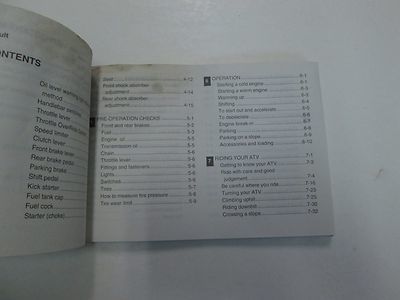 ult
ONTENTS
Oil level warning
method
Handlebar
Throttle lever
Throttle Override
Speed limiter
Clutch lever
Front brake lever
Rear brake pedal
Parking brake
Shift pedal
Kick starter
Fuel tank cap
Fuel cock
Starter (choke)
Seat 4-12
Front shock absorber
adjustment 4-14
Rear shock absorber
adjustment 4-15
PRE-OPERATION CHECKS 5-1
Front and rear brakes 5-2
Fuel 5-3
Engine oil 5-5
Transmission oil 5-5
Chain 5-6
Throttle lever 5-6
Fittings and fasteners 5-6
Lights 5-6
Switches 5-6
Tires 5-7
How to measure tire pressure 5-8
Tire wear limit 5-9
6 OPERATION 6-1
Starting a cold engine 6-1
Starting a warm engine
Warming up
Shifting 6-4
To start out and accelerate 6-5
To decelerate 6-6
Engine break-in 6-7
Parking 6-8
Parking on a slope 6-8
Accessories and loading 6-10
7 RIDING YOUR ATV 7-1
Getting to know your ATV 7-3
Ride with care and good
judgement 7-4
Be careful where you ride 7-16
Turning your ATV 7-23
Climbing uphill 7-25
Riding downhill 7-30
Crossing a slope 7-32